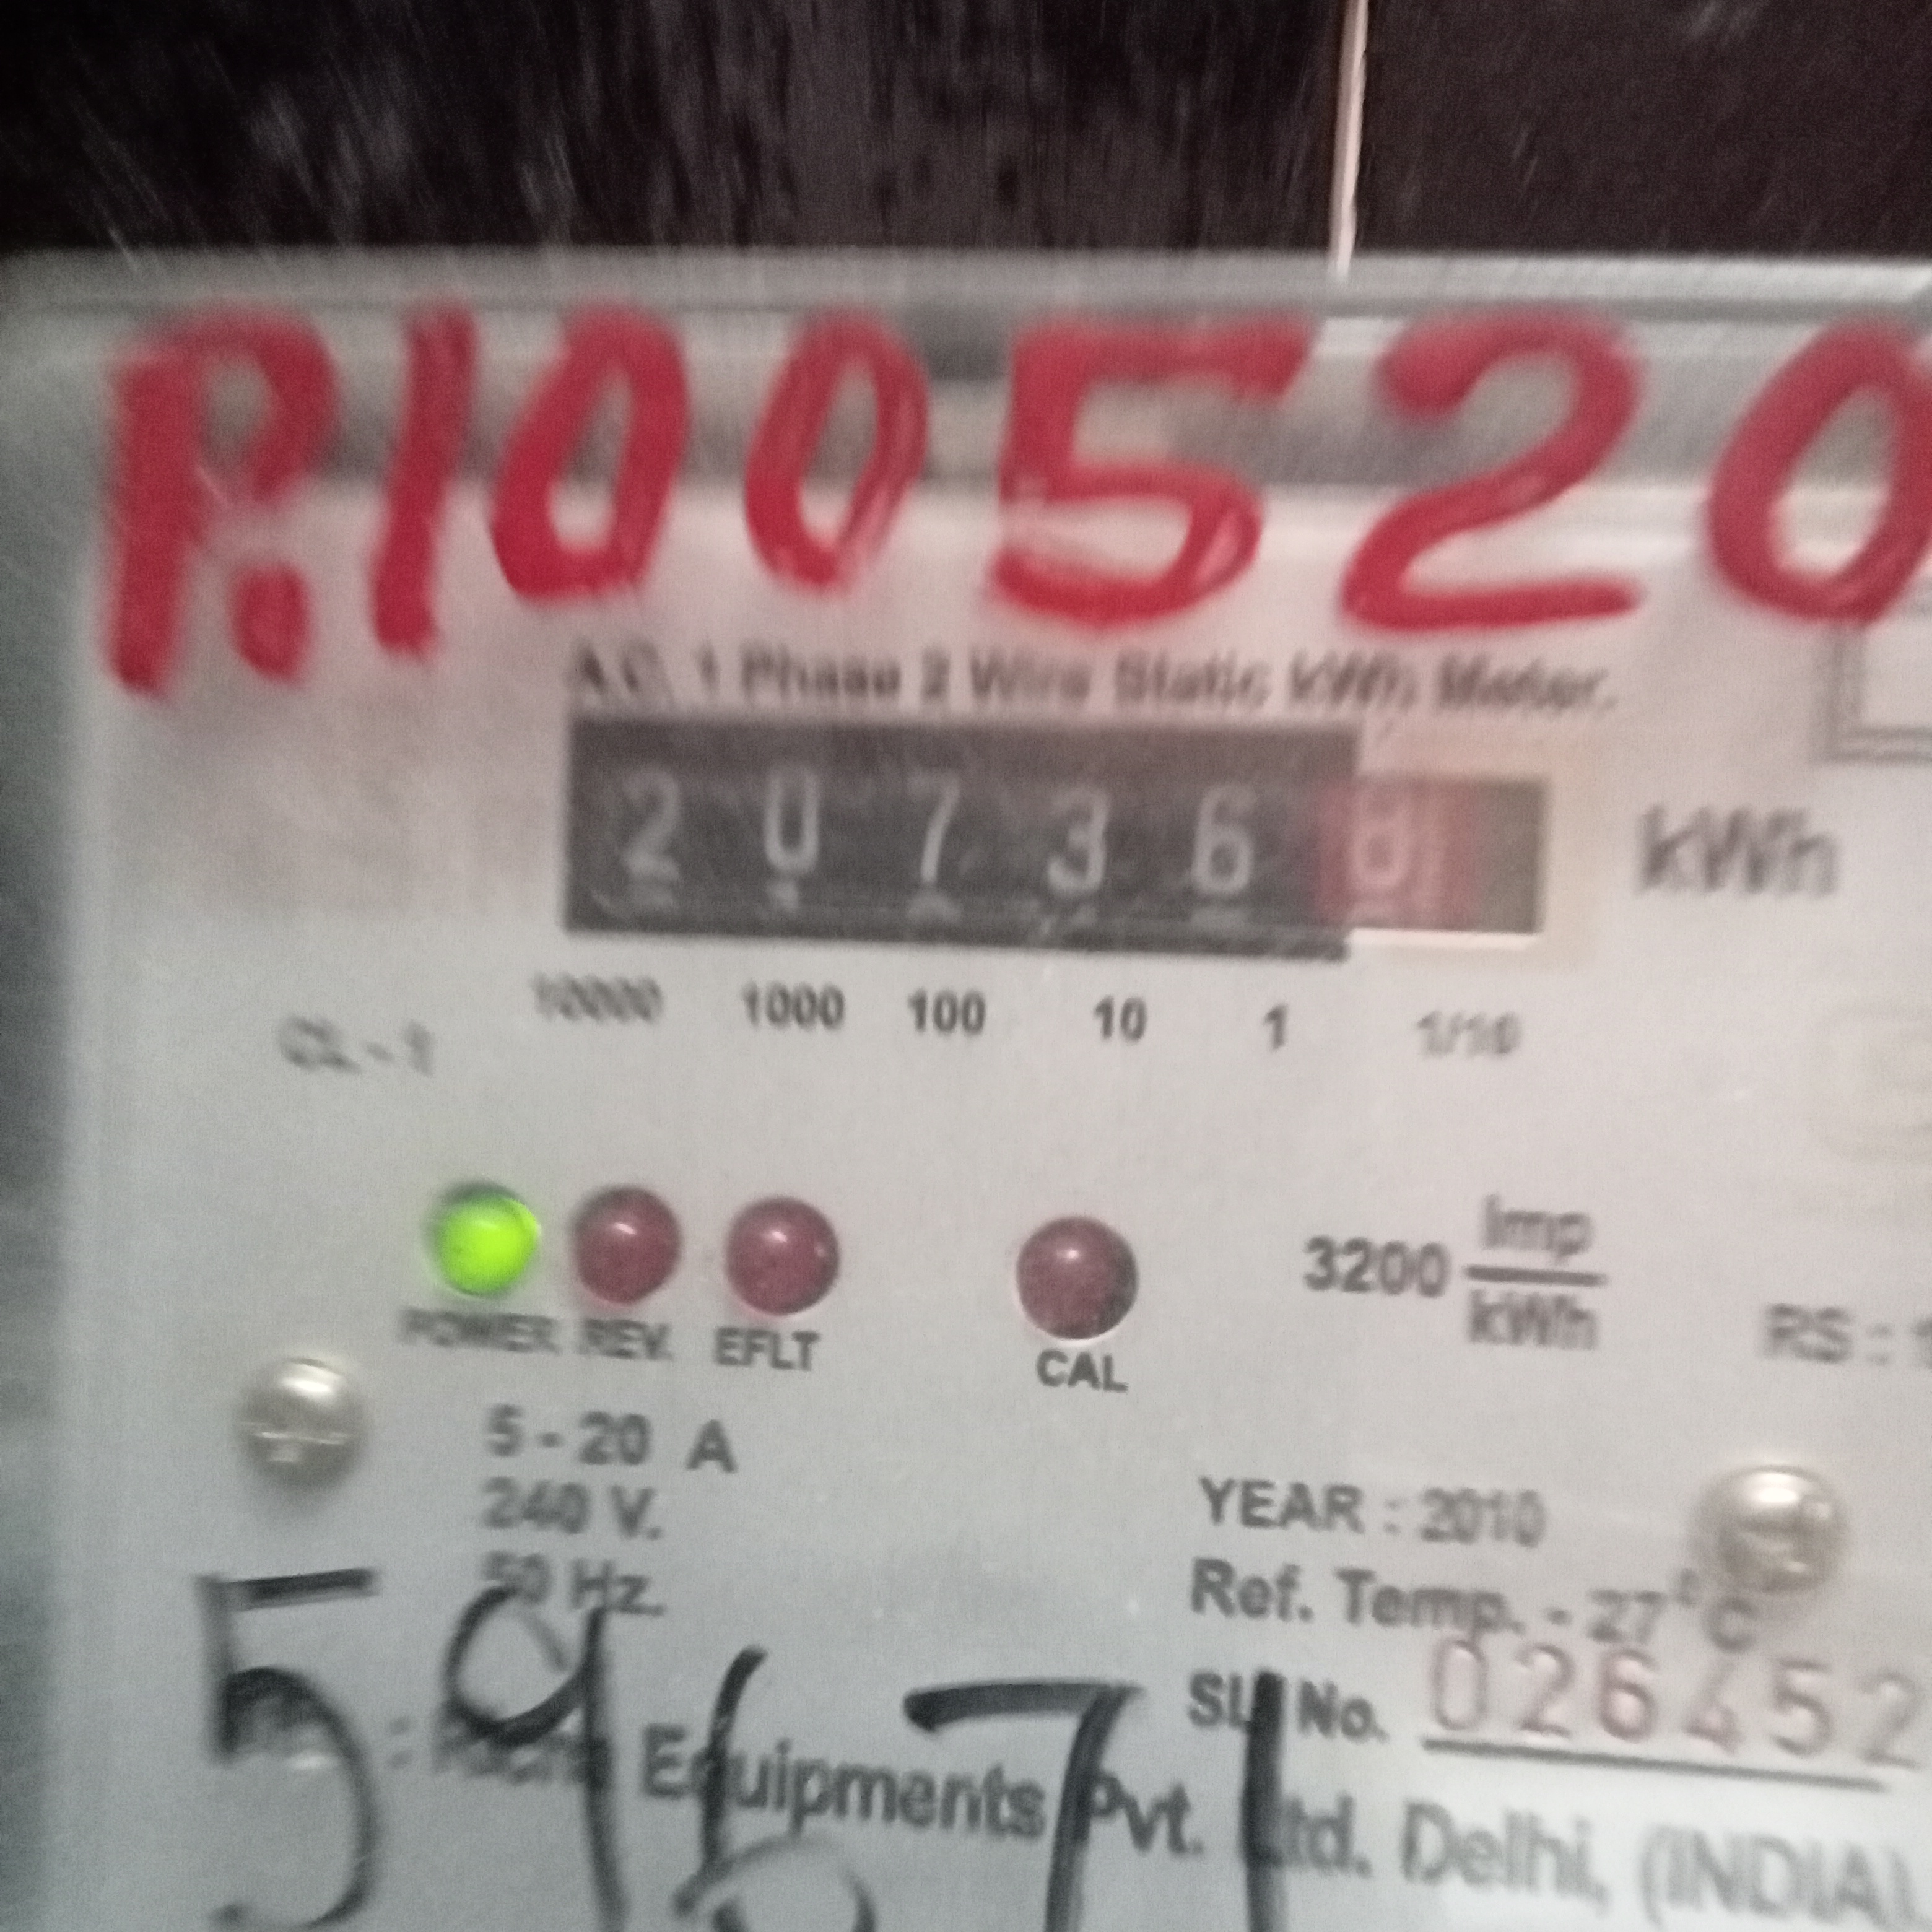 P.100520
A.C. 1 Phase 2 Wire Static kWh Meter.
2 0 7 3 6 8 kWh
10000 1000 100 10 1 1/10
CL - 1
POWER REV. EFLT CAL
3200 Imp/kWh
RS :
5 - 20 A
240 V.
50 Hz.
YEAR : 2010
Ref. Temp. - 27°C
SL No. 026452
59671
Equipments Pvt. Ltd. Delhi, (INDIA)